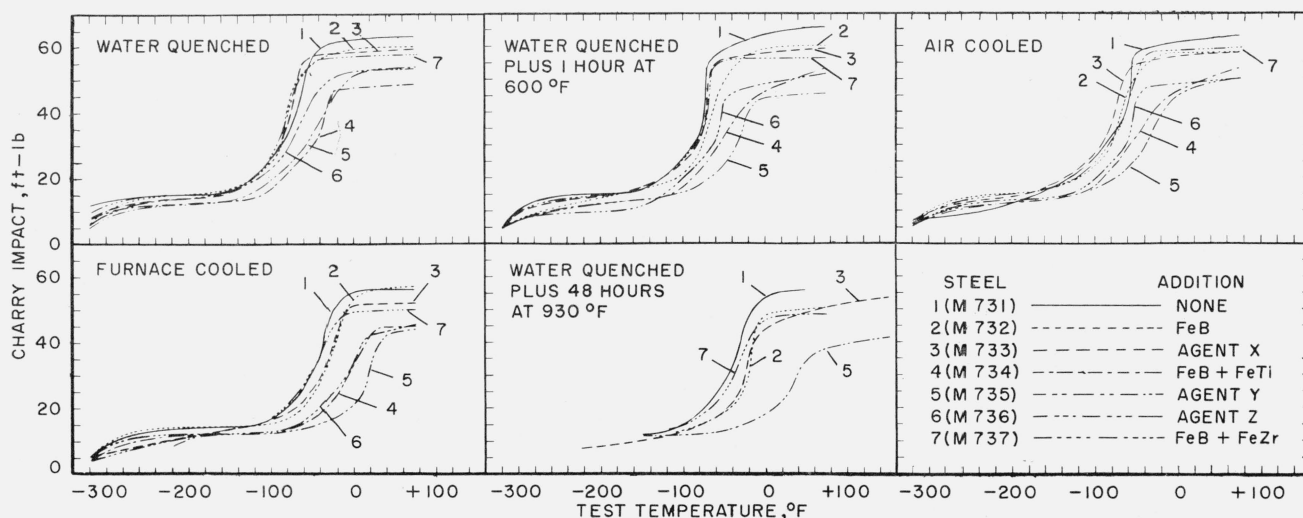 WATER QUENCHED
1
2
3
7
4
5
6
WATER QUENCHED
PLUS 1 HOUR AT
600 °F
1
2
3
7
6
4
5
AIR COOLED
1
3
2
7
6
4
5
60
40
20
0
CHARRY IMPACT, ft-lb
FURNACE COOLED
1
2
3
7
5
4
6
WATER QUENCHED
PLUS 48 HOURS
AT 930 °F
1
3
7
2
5
STEEL ADDITION
1 (M 731) NONE
2 (M 732) FeB
3 (M 733) AGENT X
4 (M 734) FeB + FeTi
5 (M 735) AGENT Y
6 (M 736) AGENT Z
7 (M 737) FeB + FeZr
60
40
20
0
-300 -200 -100 0 +100
-300 -200 -100 0 +100
-300 -200 -100 0 +100
TEST TEMPERATURE, °F